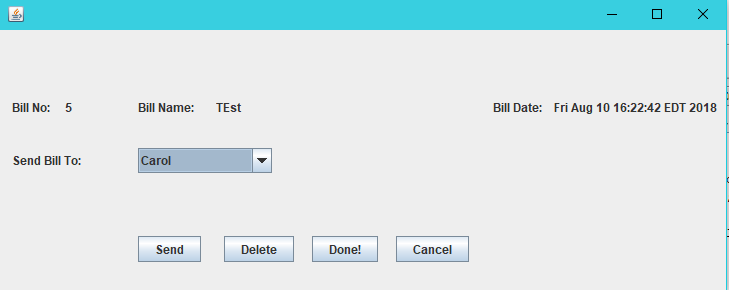 Bill No: 5 Bill Name: TEst Bill Date: Fri Aug 10 16:22:42 EDT 2018
Send Bill To: Carol
Send Delete Done! Cancel